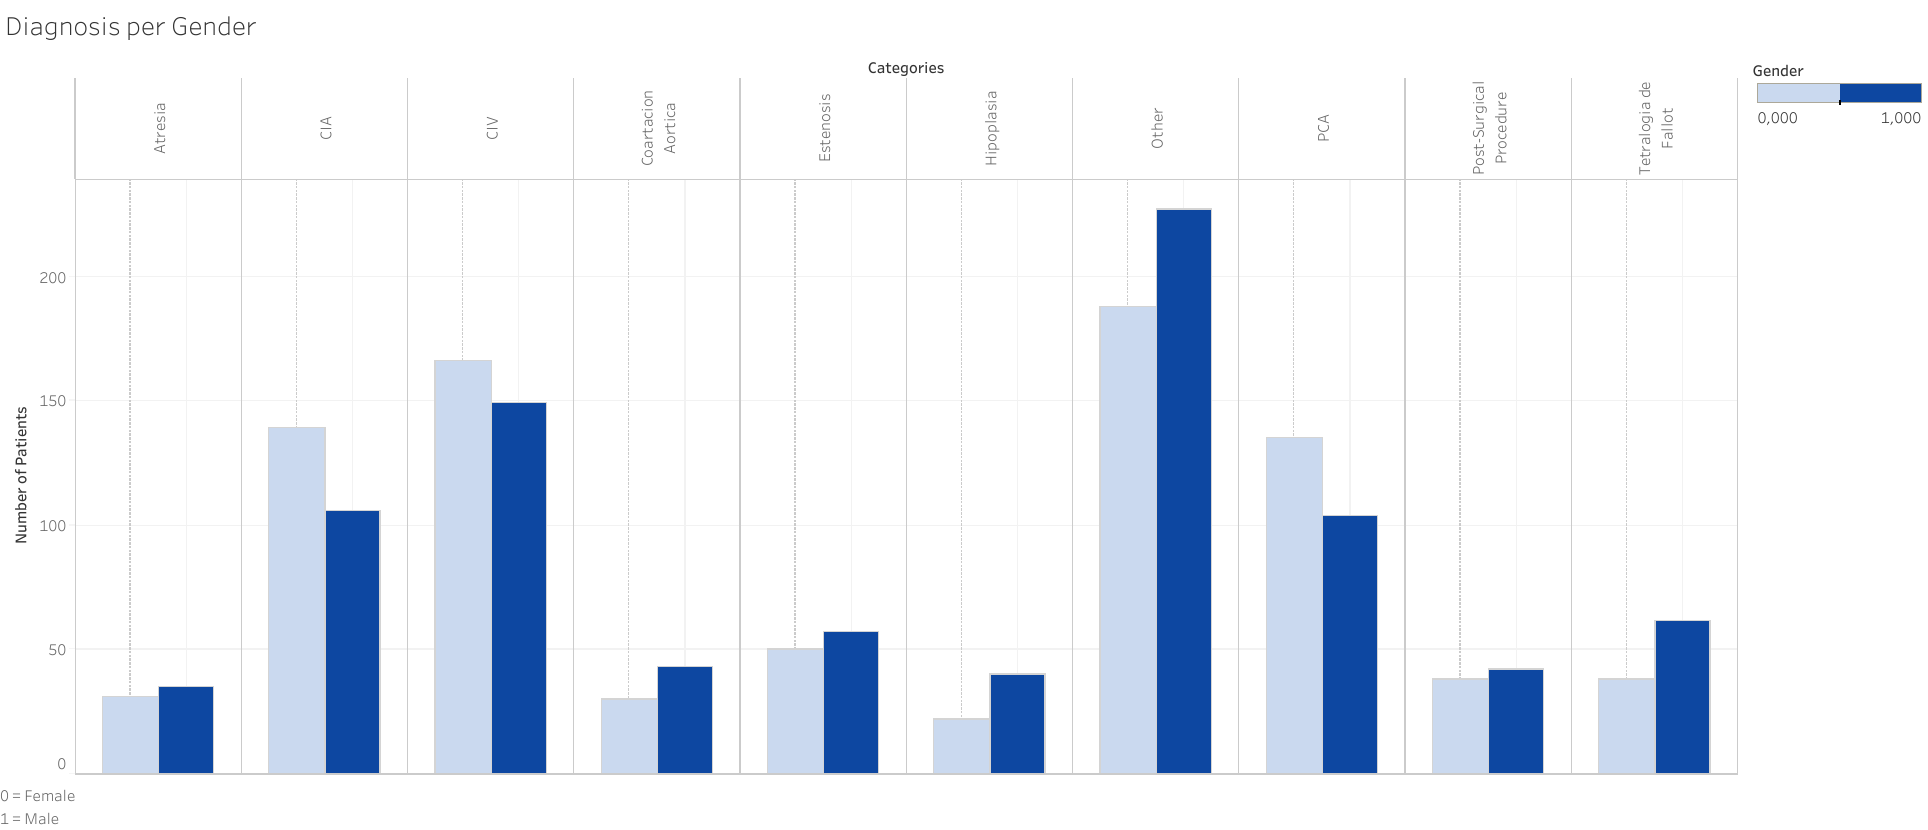 Diagnosis per Gender
Categories
Atresia
CIA
CIV
Coartacion
Aortica
Estenosis
Hipoplasia
Other
PCA
Post-Surgical
Procedure
Tetralogia de
Fallot
Gender
0,000
1,000
Number of Patients
200
150
100
50
0
0 = Female
1 = Male